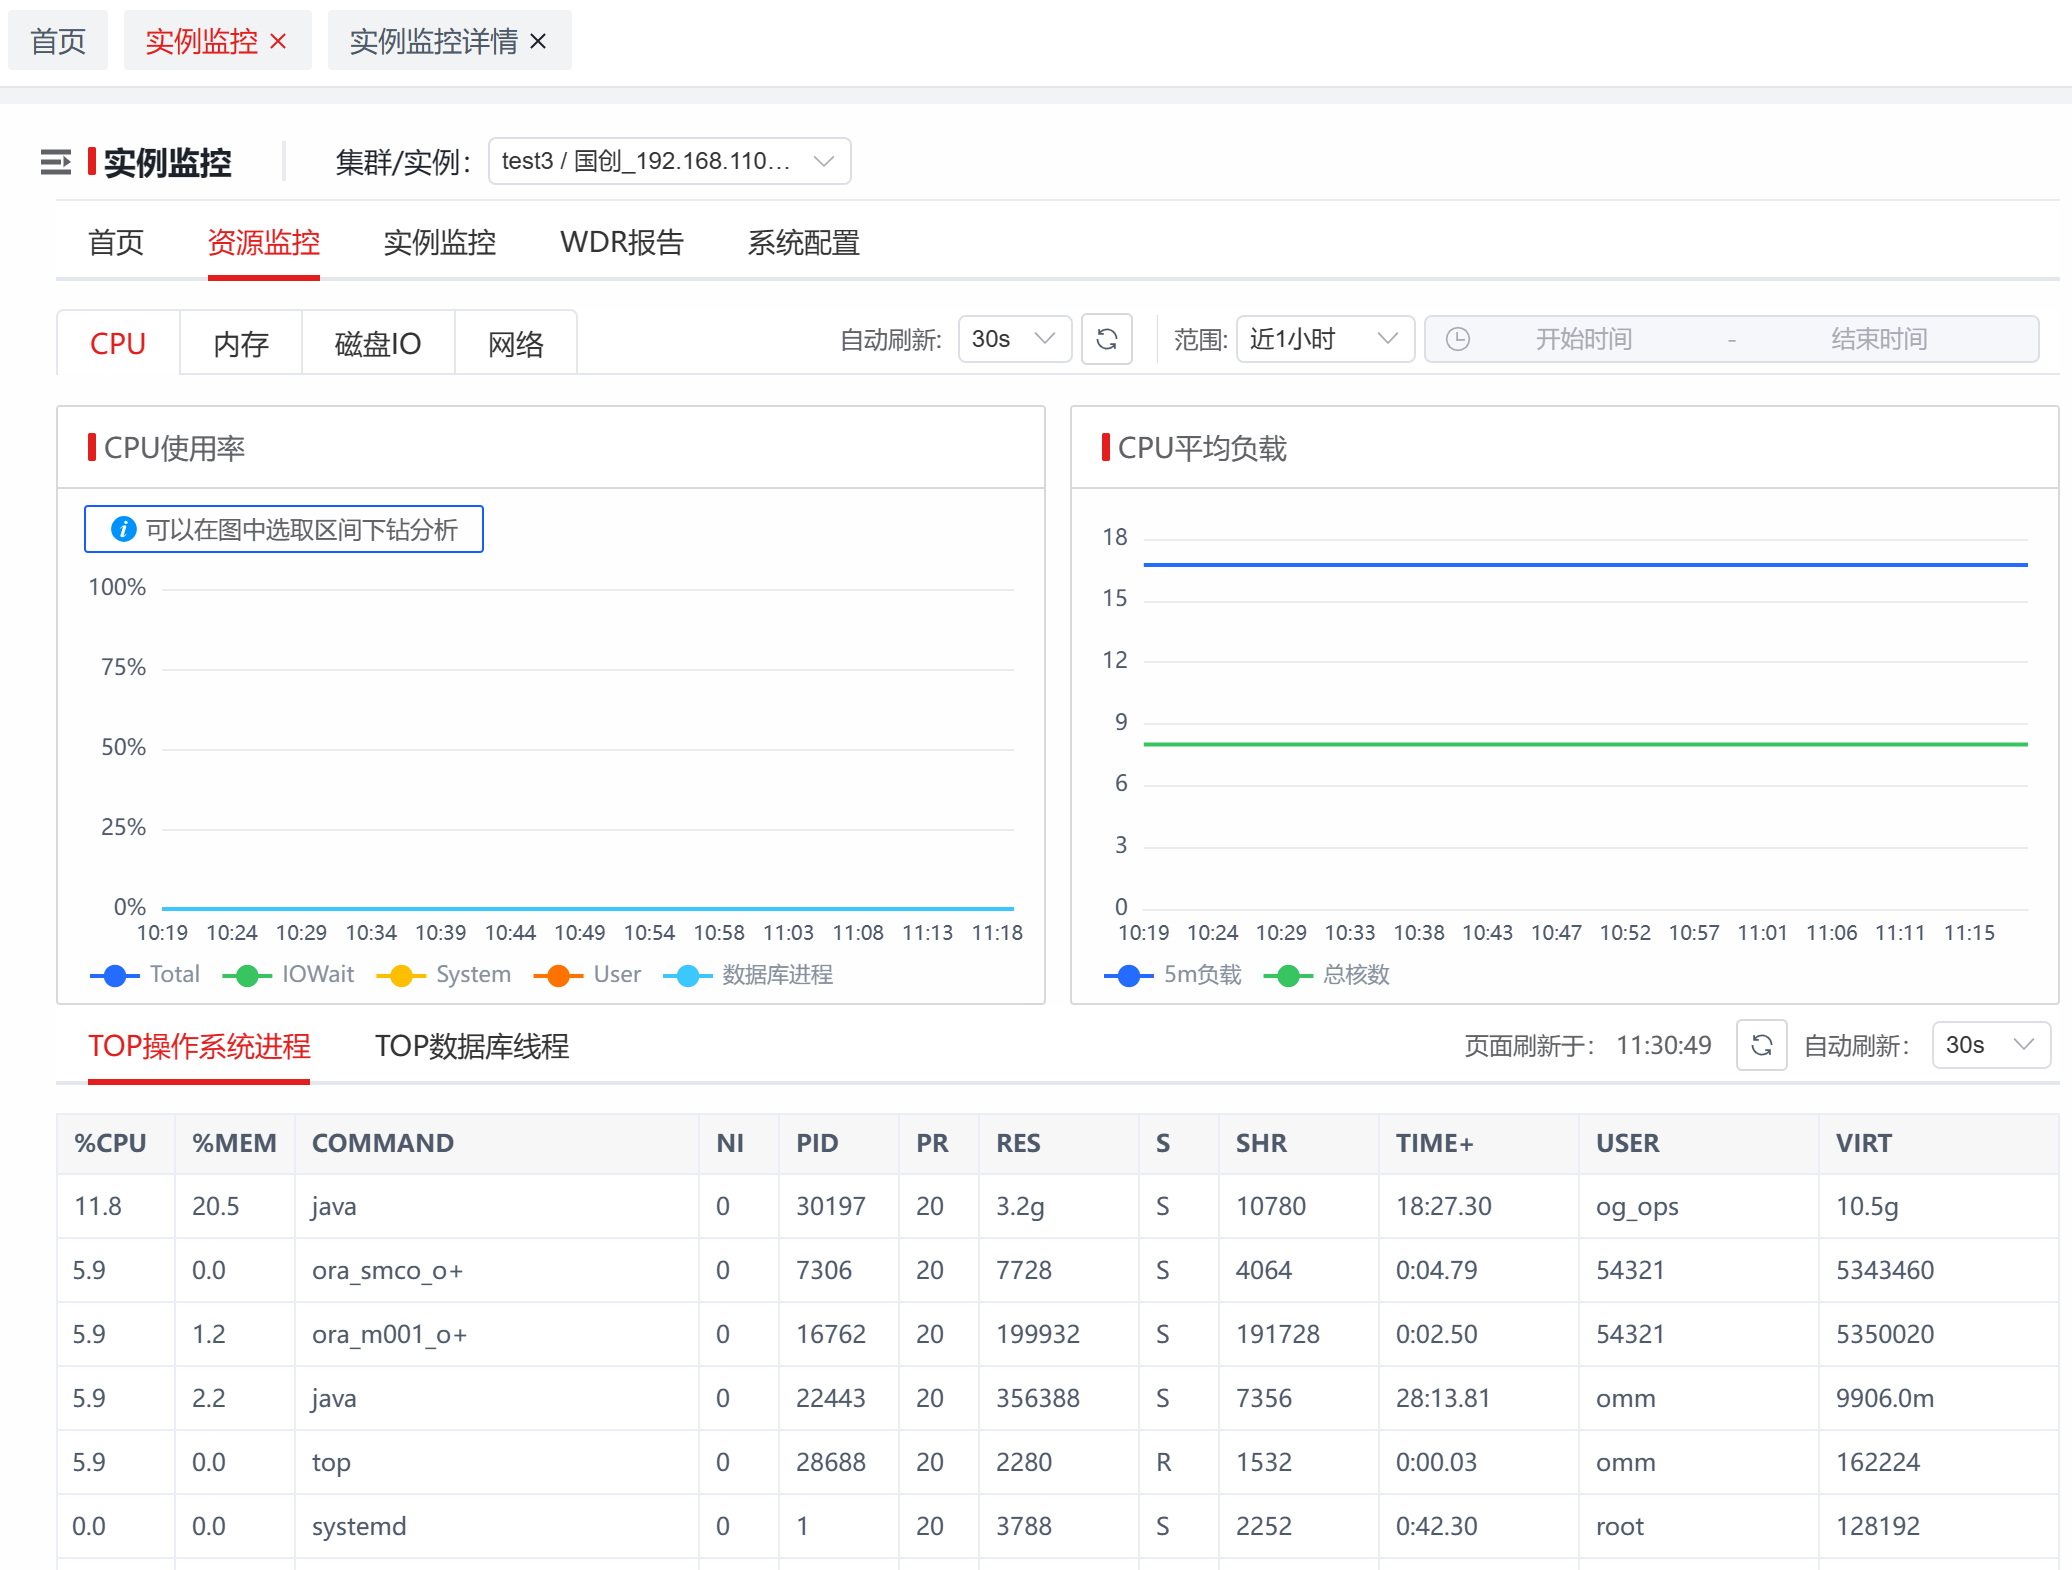 首页 实例监控 实例监控详情
实例监控 集群/实例： test3 / 国创_192.168.110...
首页 资源监控 实例监控 WDR报告 系统配置
CPU 内存 磁盘IO 网络 自动刷新: 30s 范围: 近1小时 开始时间 - 结束时间
CPU使用率
可以在图中选取区间下钻分析
100%
75%
50%
25%
0%
10:19 10:24 10:29 10:34 10:39 10:44 10:49 10:54 10:58 11:03 11:08 11:13 11:18
Total IOWait System User 数据库进程
CPU平均负载
18
15
12
9
6
3
0
10:19 10:24 10:29 10:33 10:38 10:43 10:47 10:52 10:57 11:01 11:06 11:11 11:15
5m负载 总核数
TOP操作系统进程 TOP数据库线程 页面刷新于： 11:30:49 自动刷新： 30s
%CPU %MEM COMMAND NI PID PR RES S SHR TIME+ USER VIRT
11.8 20.5 java 0 30197 20 3.2g S 10780 18:27.30 og_ops 10.5g
5.9 0.0 ora_smco_o+ 0 7306 20 7728 S 4064 0:04.79 54321 5343460
5.9 1.2 ora_m001_o+ 0 16762 20 199932 S 191728 0:02.50 54321 5350020
5.9 2.2 java 0 22443 20 356388 S 7356 28:13.81 omm 9906.0m
5.9 0.0 top 0 28688 20 2280 R 1532 0:00.03 omm 162224
0.0 0.0 systemd 0 1 20 3788 S 2252 0:42.30 root 128192